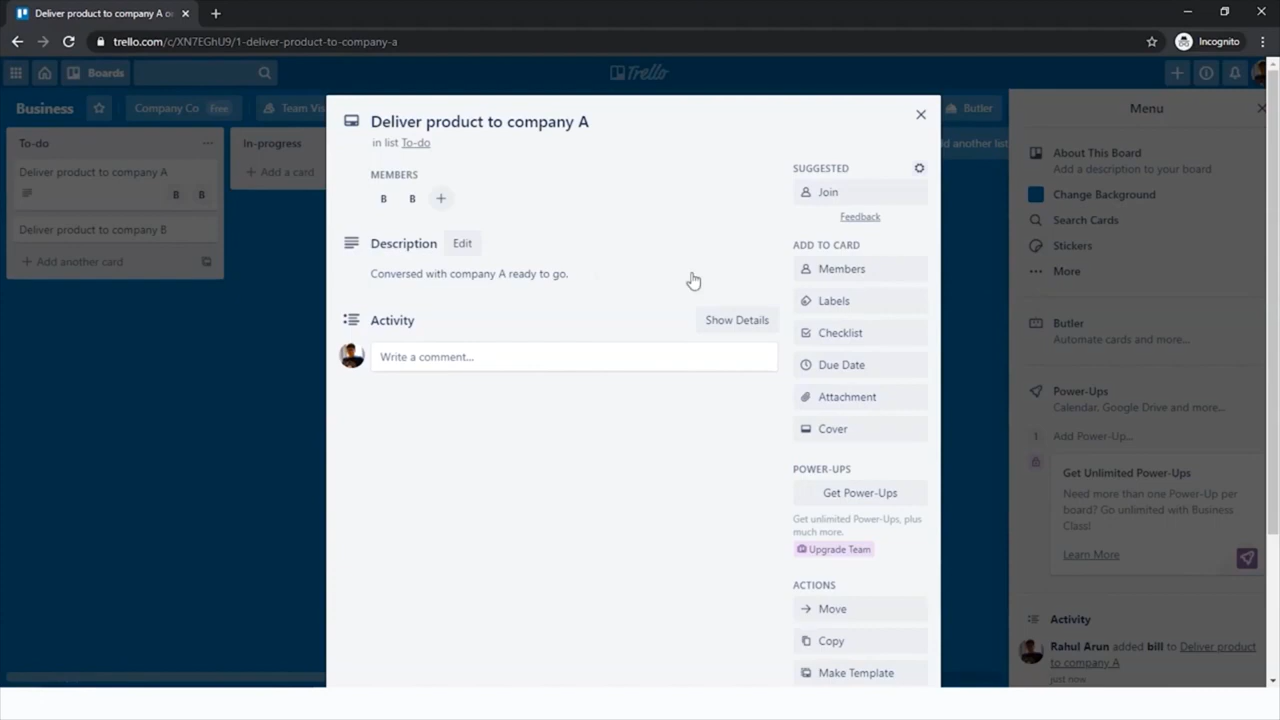 Deliver product to company A o
trello.com/c/XN7EGhU9/1-deliver-product-to-company-a
Incognito
Boards
Trello
Business
Company Co
Free
Team Vis
Butler
To-do
Deliver product to company A
B B
Deliver product to company B
+ Add another card
In-progress
+ Add a card
dd another list
Deliver product to company A
in list To-do
MEMBERS
B B +
Description
Edit
Conversed with company A ready to go.
Activity
Show Details
Write a comment...
SUGGESTED
Join
Feedback
ADD TO CARD
Members
Labels
Checklist
Due Date
Attachment
Cover
POWER-UPS
Get Power-Ups
Get unlimited Power-Ups, plus
much more.
Upgrade Team
ACTIONS
Move
Copy
Make Template
Menu
About This Board
Add a description to your board
Change Background
Search Cards
Stickers
More
Butler
Automate cards and more...
Power-Ups
Calendar, Google Drive and more...
1 Add Power-Up...
Get Unlimited Power-Ups
Need more than one Power-Up per
board? Go unlimited with Business
Class!
Learn More
Activity
Rahul Arun added bill to Deliver product
to company A
just now